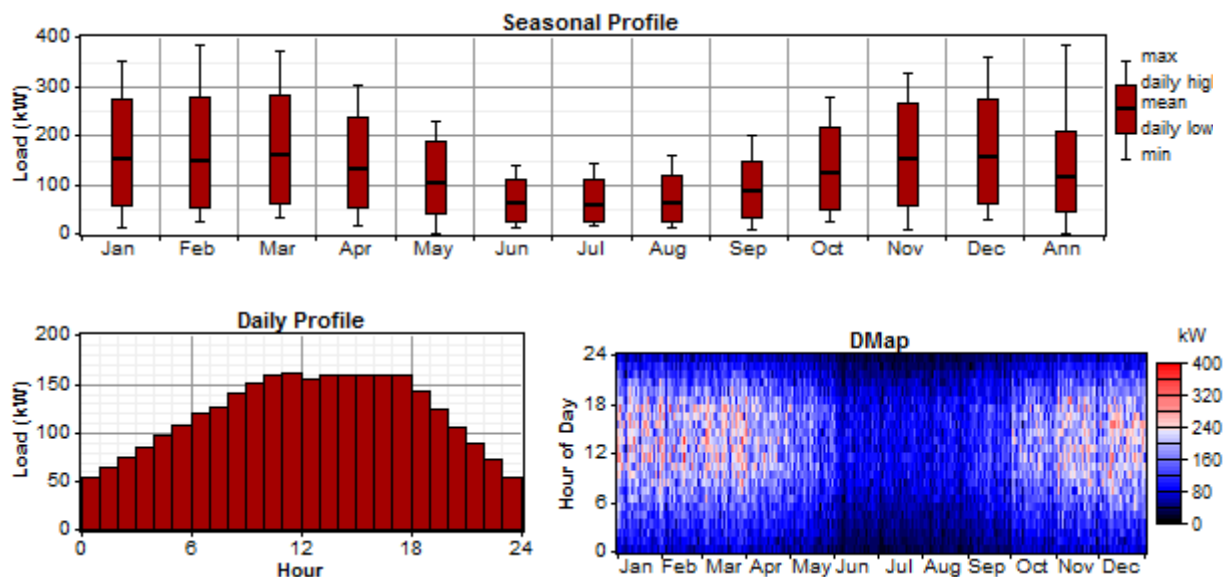 Seasonal Profile
400
300
200
100
0
Load (kW)
Jan Feb Mar Apr May Jun Jul Aug Sep Oct Nov Dec Ann
max
daily high
mean
daily low
min
Daily Profile
200
150
100
50
0
Load (kW)
0 6 12 18 24
Hour
DMap
24
18
12
6
0
Hour of Day
Jan Feb Mar Apr May Jun Jul Aug Sep Oct Nov Dec
kW
400
320
240
160
80
0